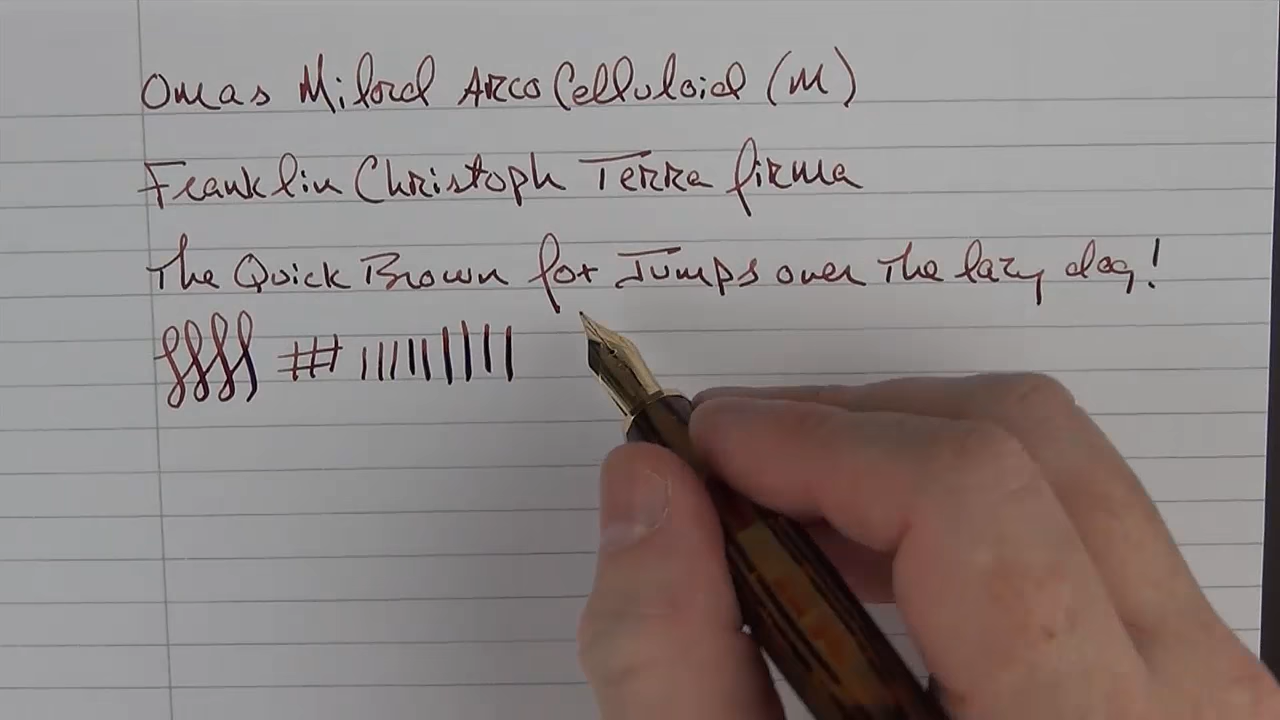 Omas Milord Arco Celluloid (M)
Franklin Christoph Terra firma
The Quick Brown fox Jumps over The lazy dog!